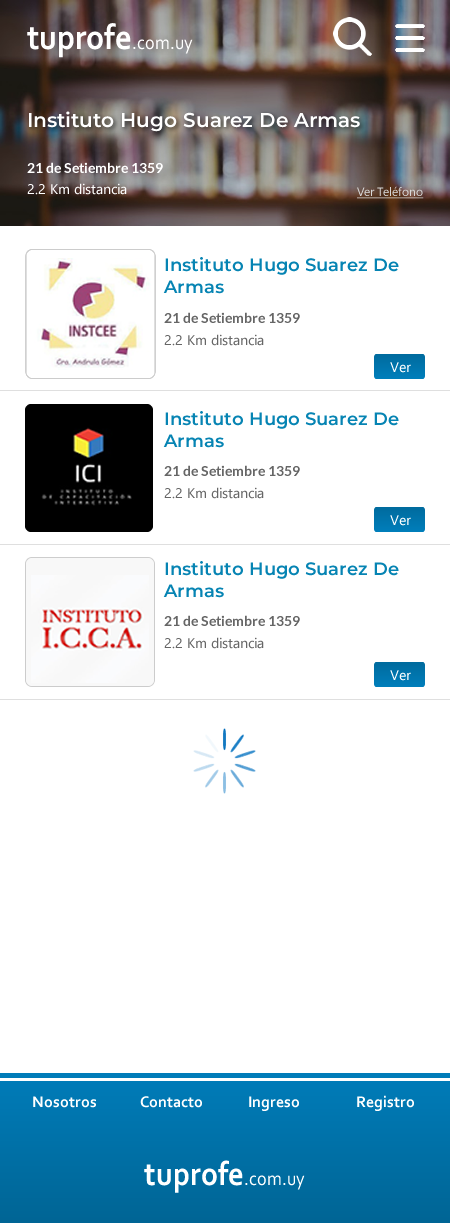 tuprofe.com.uy
Instituto Hugo Suarez De Armas
21 de Setiembre 1359
2.2 Km distancia
Ver Teléfono
Instituto Hugo Suarez De
Armas
21 de Setiembre 1359
2.2 Km distancia
INSTCEE
Cra. Andrula Gómez
Ver
Instituto Hugo Suarez De
Armas
21 de Setiembre 1359
2.2 Km distancia
ICI
INSTITUTO
DE CAPACITACIÓN
INTERACTIVA
Ver
Instituto Hugo Suarez De
Armas
21 de Setiembre 1359
2.2 Km distancia
INSTITUTO
I.C.C.A.
Ver
Nosotros Contacto Ingreso Registro
tuprofe.com.uy